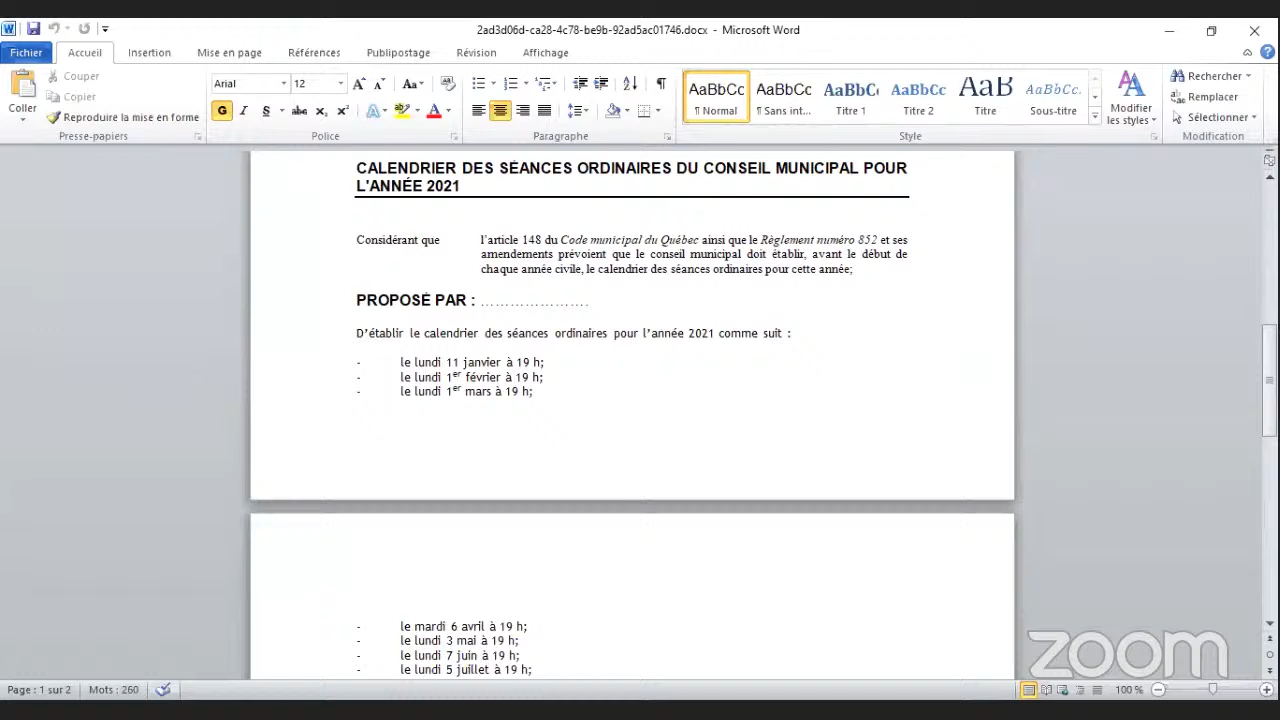 2ad3d06d-ca28-4c78-be9b-92ad5ac01746.docx - Microsoft Word
Fichier Accueil Insertion Mise en page Références Publipostage Révision Affichage
Coller
Couper
Copier
Reproduire la mise en forme
Presse-papiers
Arial 12
Police
Paragraphe
AaBbCc AaBbCc AaBbC AaBbCc AaB AaBbCc.
¶ Normal ¶ Sans int... Titre 1 Titre 2 Titre Sous-titre
Style
Modifier
les styles
Rechercher
Remplacer
Sélectionner
Modification
CALENDRIER DES SÉANCES ORDINAIRES DU CONSEIL MUNICIPAL POUR
L'ANNÉE 2021
Considérant que l'article 148 du Code municipal du Québec ainsi que le Règlement numéro 852 et ses
amendements prévoient que le conseil municipal doit établir, avant le début de
chaque année civile, le calendrier des séances ordinaires pour cette année;
PROPOSÉ PAR : ………………….
D'établir le calendrier des séances ordinaires pour l'année 2021 comme suit :
- le lundi 11 janvier à 19 h;
- le lundi 1er février à 19 h;
- le lundi 1er mars à 19 h;
- le mardi 6 avril à 19 h;
- le lundi 3 mai à 19 h;
- le lundi 7 juin à 19 h;
- le lundi 5 juillet à 19 h;
zoom
Page : 1 sur 2 Mots : 260 100 %